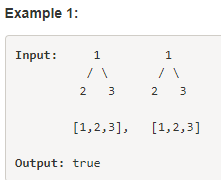 Example 1:
Input:     1         1
          / \       / \
         2   3     2   3
        [1,2,3],   [1,2,3]
Output: true